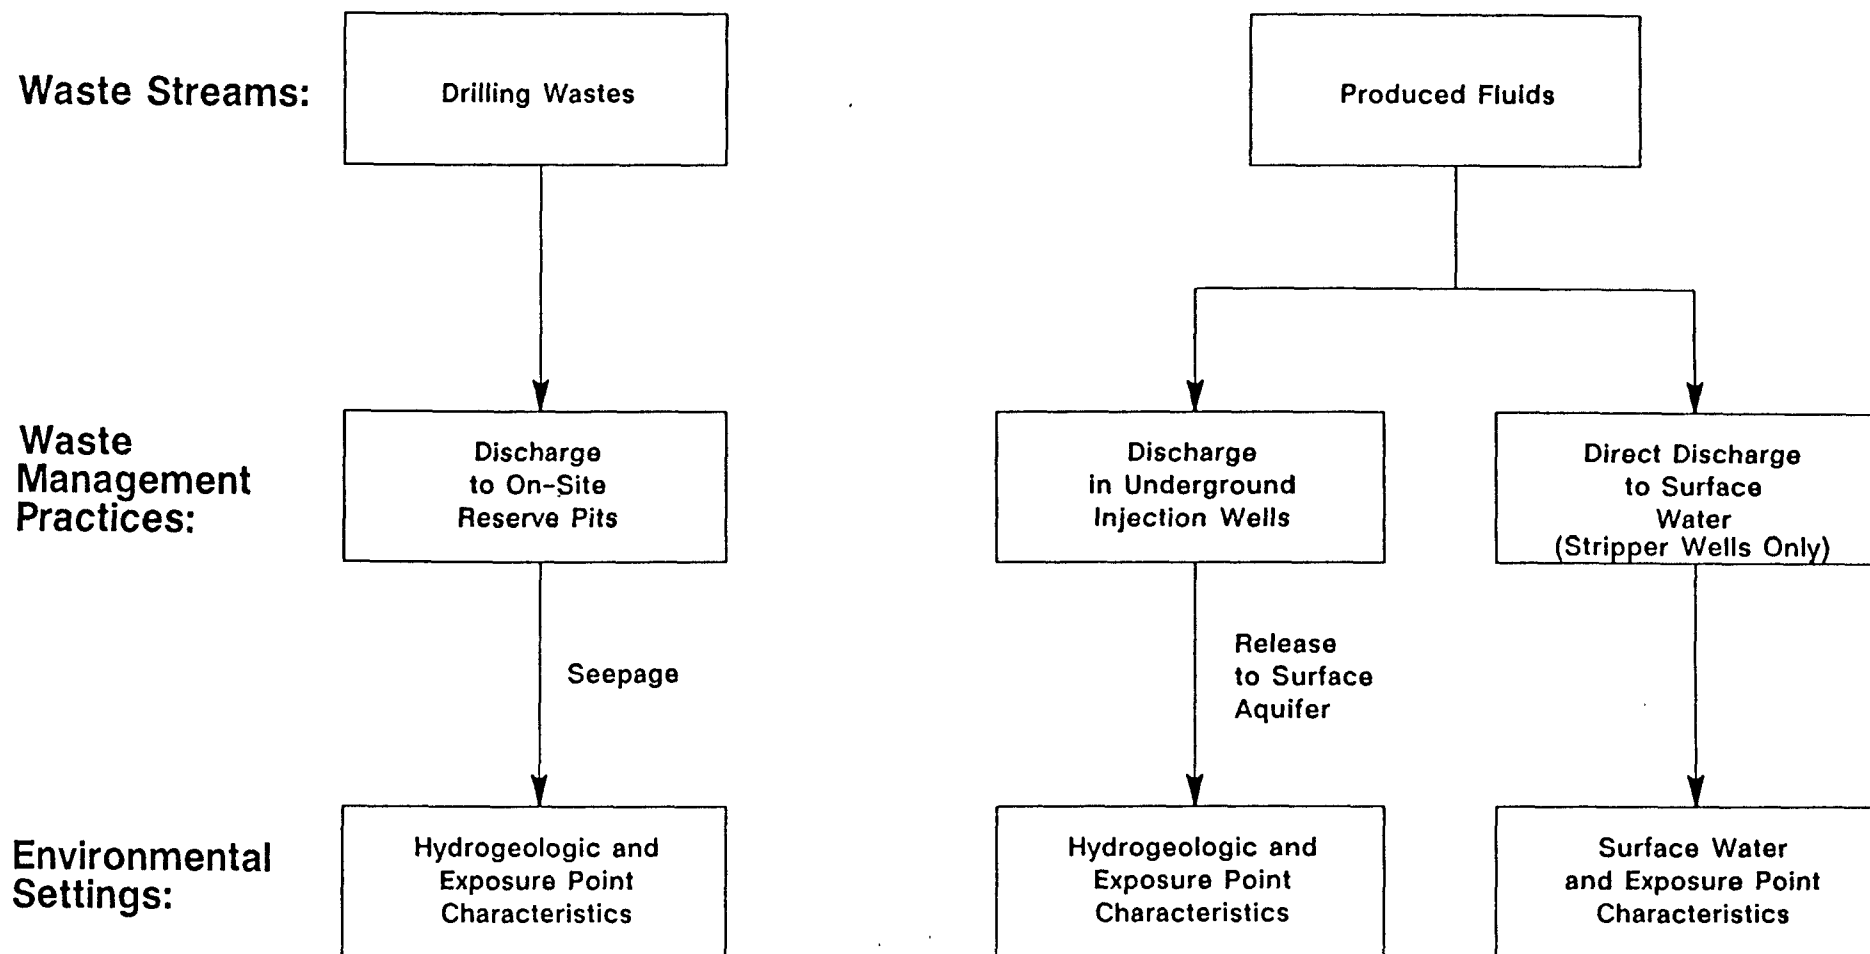 Waste Streams:
Drilling Wastes
Produced Fluids
Waste
Management
Practices:
Discharge
to On-Site
Reserve Pits
Discharge
in Underground
Injection Wells
Direct Discharge
to Surface
Water
(Stripper Wells Only)
Seepage
Release
to Surface
Aquifer
Environmental
Settings:
Hydrogeologic and
Exposure Point
Characteristics
Hydrogeologic and
Exposure Point
Characteristics
Surface Water
and Exposure Point
Characteristics